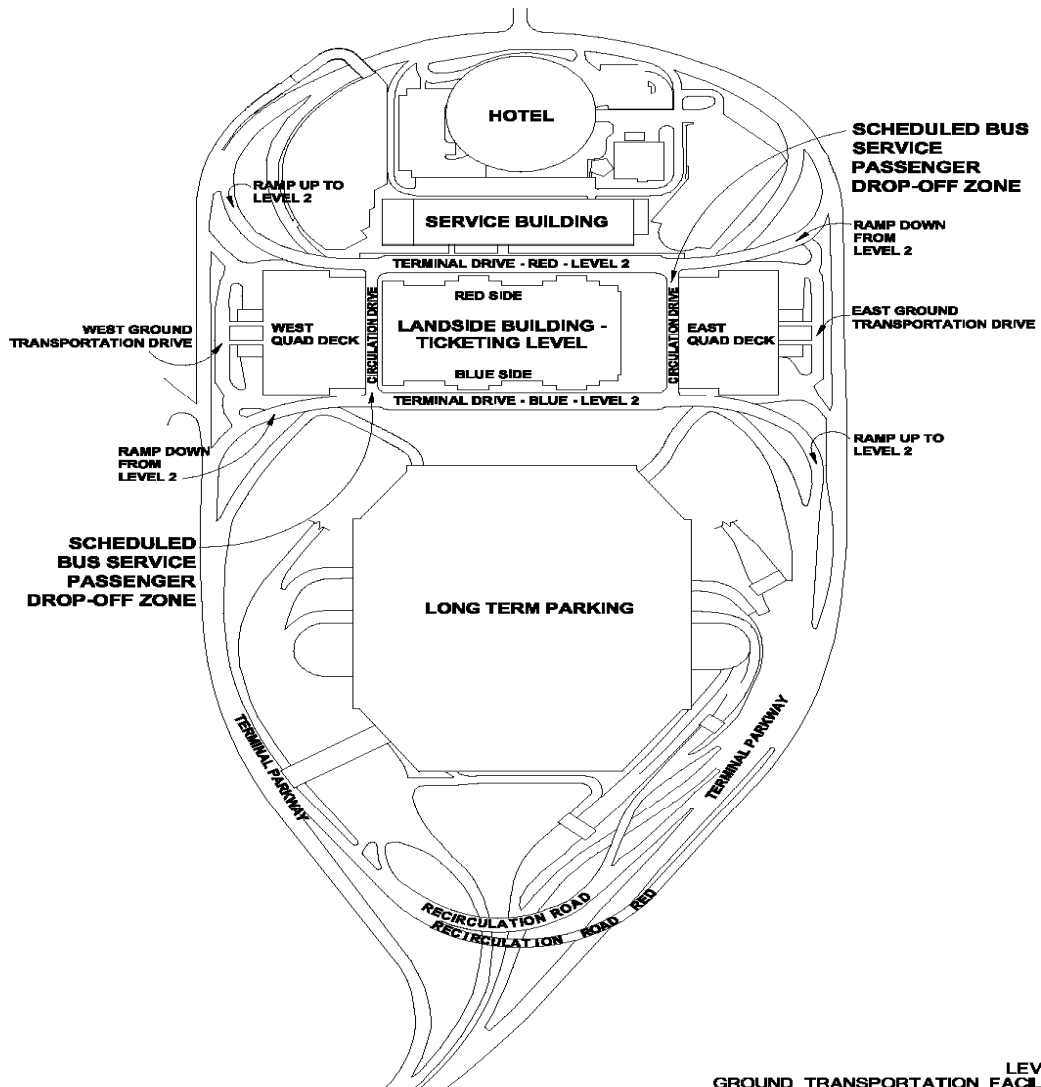 HOTEL
SCHEDULED BUS
SERVICE
PASSENGER
DROP-OFF ZONE
RAMP UP TO
LEVEL 2
SERVICE BUILDING
RAMP DOWN
FROM
LEVEL 2
TERMINAL DRIVE - RED - LEVEL 2
RED SIDE
WEST GROUND
TRANSPORTATION DRIVE
WEST
QUAD DECK
CIRCULATION DRIVE
LANDSIDE BUILDING -
TICKETING LEVEL
CIRCULATION DRIVE
EAST
QUAD DECK
EAST GROUND
TRANSPORTATION DRIVE
BLUE SIDE
TERMINAL DRIVE - BLUE - LEVEL 2
RAMP DOWN
FROM
LEVEL 2
RAMP UP TO
LEVEL 2
SCHEDULED
BUS SERVICE
PASSENGER
DROP-OFF ZONE
LONG TERM PARKING
TERMINAL PARKWAY
TERMINAL PARKWAY
RECIRCULATION ROAD
RECIRCULATION ROAD RED
LEV
GROUND TRANSPORTATION FACIL